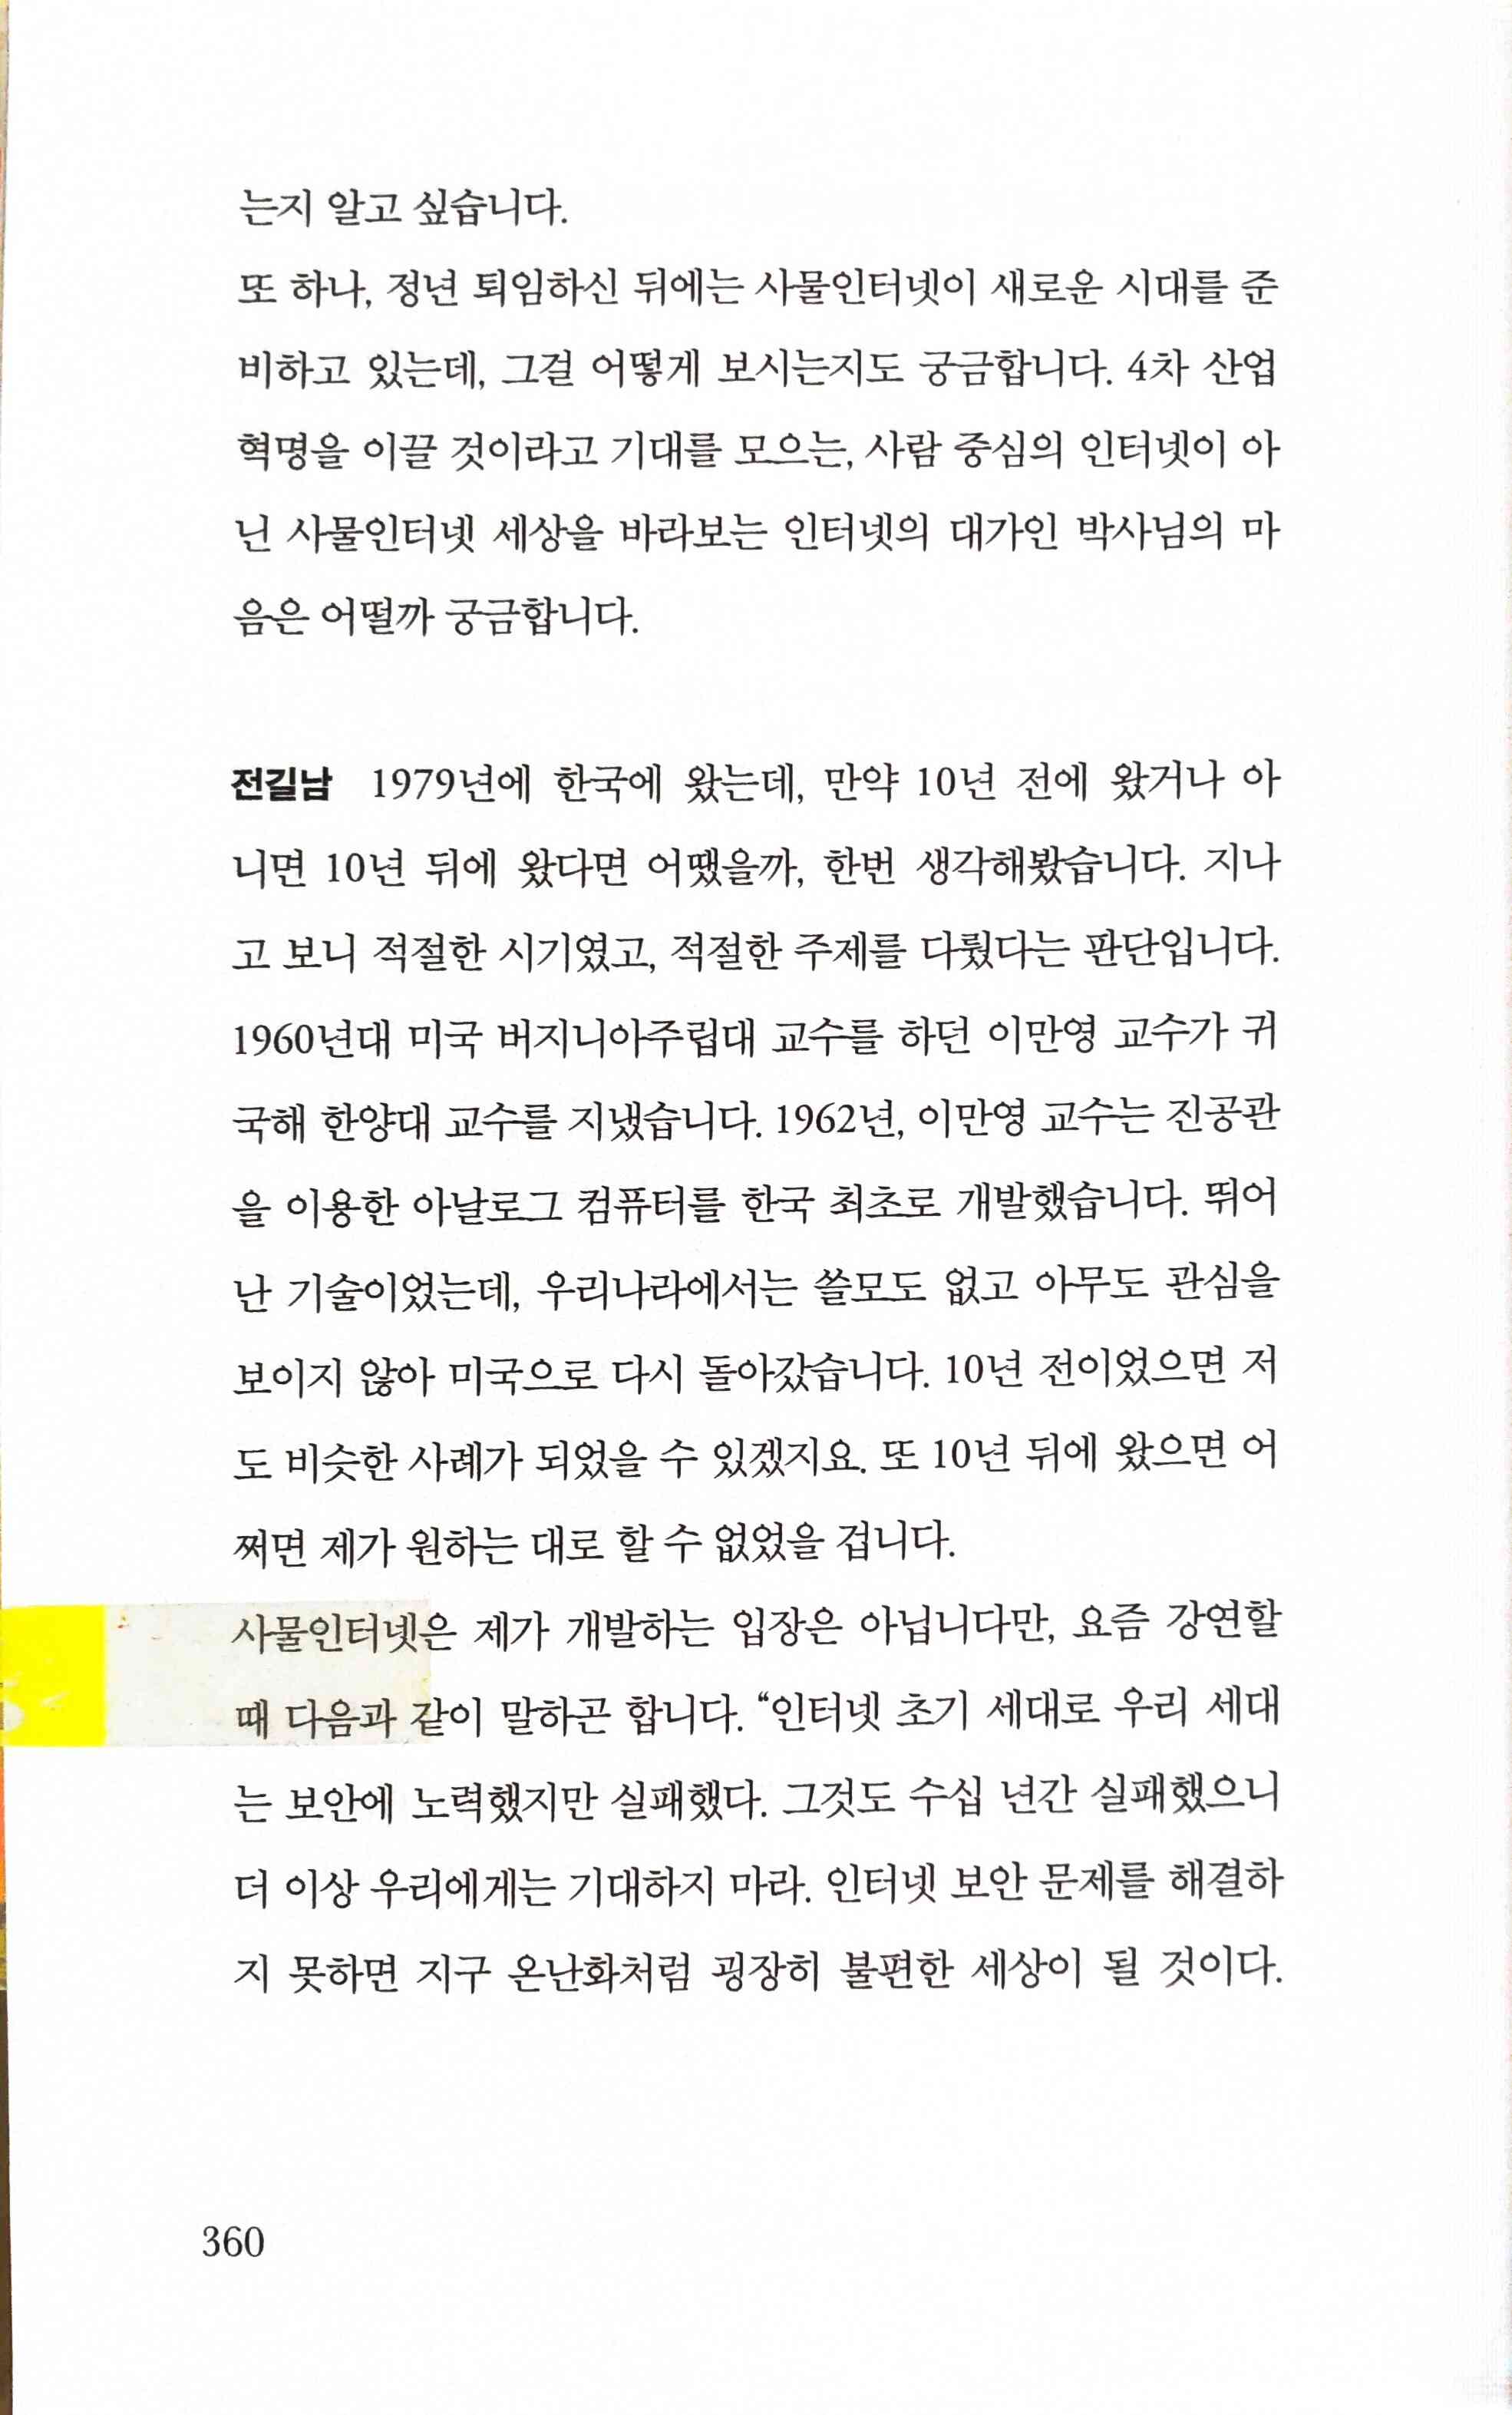 는지 알고 싶습니다.
또 하나, 정년 퇴임하신 뒤에는 사물인터넷이 새로운 시대를 준
비하고 있는데, 그걸 어떻게 보시는지도 궁금합니다. 4차 산업
혁명을 이끌 것이라고 기대를 모으는, 사람 중심의 인터넷이 아
닌 사물인터넷 세상을 바라보는 인터넷의 대가인 박사님의 마
음은 어떨까 궁금합니다.
전길남 1979년에 한국에 왔는데, 만약 10년 전에 왔거나 아
니면 10년 뒤에 왔다면 어땠을까, 한번 생각해봤습니다. 지나
고 보니 적절한 시기였고, 적절한 주제를 다뤘다는 판단입니다.
1960년대 미국 버지니아주립대 교수를 하던 이만영 교수가 귀
국해 한양대 교수를 지냈습니다. 1962년, 이만영 교수는 진공관
을 이용한 아날로그 컴퓨터를 한국 최초로 개발했습니다. 뛰어
난 기술이었는데, 우리나라에서는 쓸모도 없고 아무도 관심을
보이지 않아 미국으로 다시 돌아갔습니다. 10년 전이었으면 저
도 비슷한 사례가 되었을 수 있겠지요. 또 10년 뒤에 왔으면 어
쩌면 제가 원하는 대로 할 수 없었을 겁니다.
사물인터넷은 제가 개발하는 입장은 아닙니다만, 요즘 강연할
때 다음과 같이 말하곤 합니다. “인터넷 초기 세대로 우리 세대
는 보안에 노력했지만 실패했다. 그것도 수십 년간 실패했으니
더 이상 우리에게는 기대하지 마라. 인터넷 보안 문제를 해결하
지 못하면 지구 온난화처럼 굉장히 불편한 세상이 될 것이다.
360